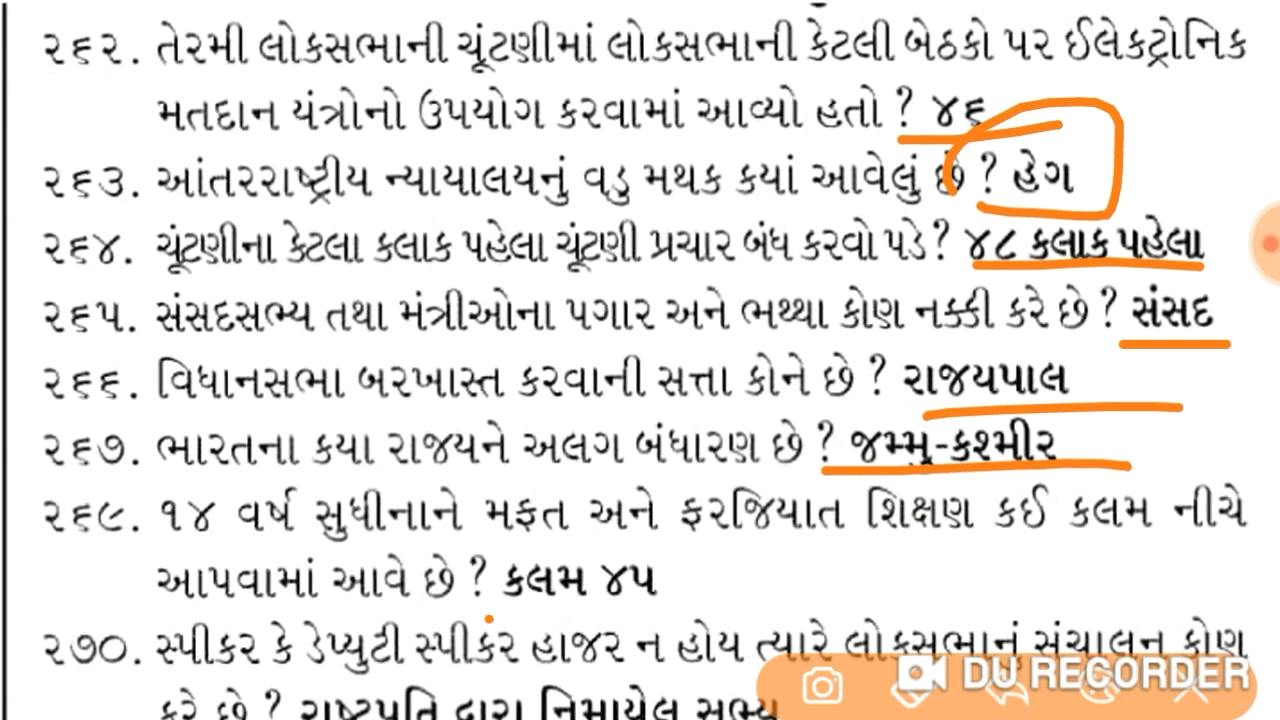 ૨૬૨. તેરમી લોકસભાની ચૂંટણીમાં લોકસભાની કેટલી બેઠકો પર ઈલેકટ્રોનિક
મતદાન યંત્રોનો ઉપયોગ કરવામાં આવ્યો હતો ? ૪૬
૨૬૩. આંતરરાષ્ટ્રીય ન્યાયાલયનું વડુ મથક કયાં આવેલું છે ? હેગ
૨૬૪. ચૂંટણીના કેટલા કલાક પહેલા ચૂંટણી પ્રચાર બંધ કરવો પડે ? ૪૮ કલાક પહેલા
૨૬૫. સંસદસભ્ય તથા મંત્રીઓના પગાર અને ભથ્થા કોણ નક્કી કરે છે ? સંસદ
૨૬૬. વિધાનસભા બરખાસ્ત કરવાની સત્તા કોને છે ? રાજયપાલ
૨૬૭. ભારતના કયા રાજયને અલગ બંધારણ છે ? જમ્મુ-કશ્મીર
૨૬૯. ૧૪ વર્ષ સુધીનાને મફત અને ફરજિયાત શિક્ષણ કઈ કલમ નીચે
આપવામાં આવે છે ? કલમ ૪૫
૨૭૦. સ્પીકર કે ડેપ્યુટી સ્પીકર હાજર ન હોય ત્યારે લોકસભાનું સંચાલન કોણ
DU RECORDER
કરે છે ? રાષ્ટ્રપતિ દ્વારા નિમાયેલ સભ્ય